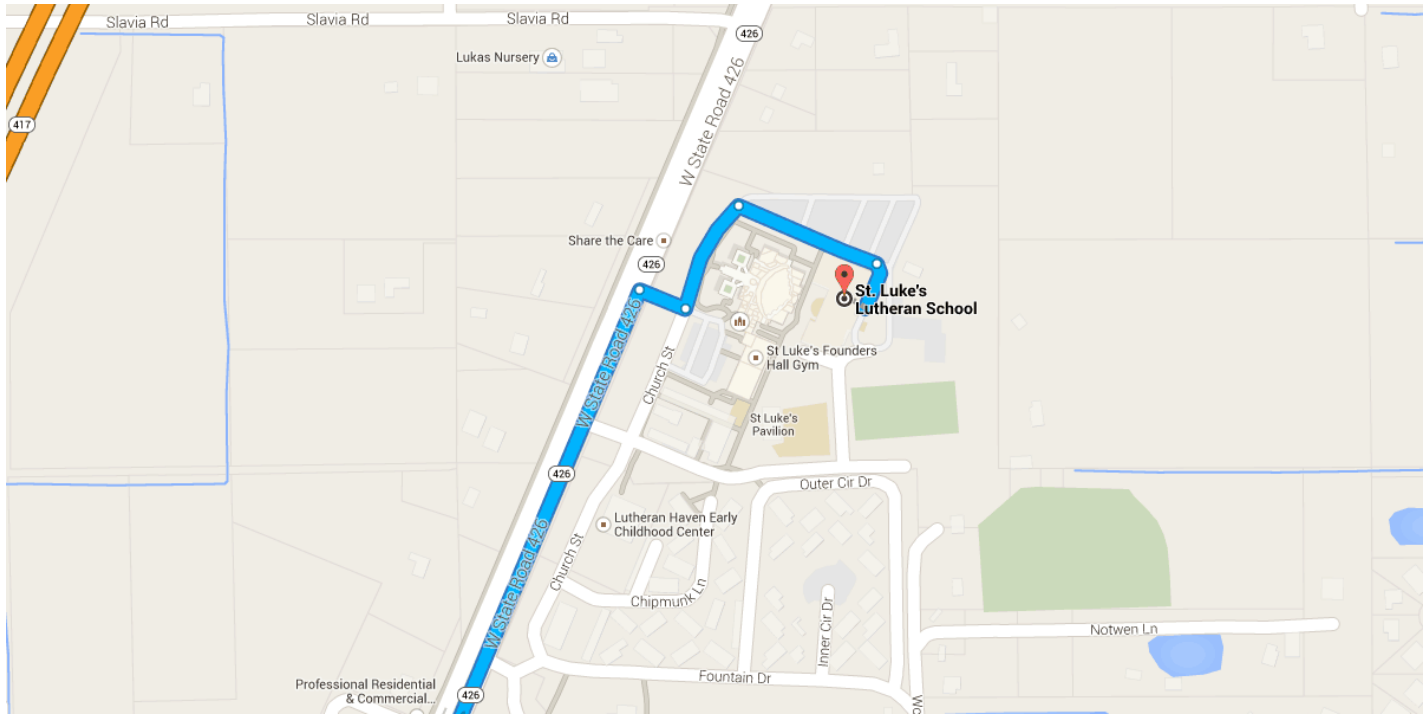 Slavia Rd
Slavia Rd
Slavia Rd
426
Lukas Nursery
417
W State Road 426
Share the Care
426
St. Luke's
Lutheran School
W State Road 426
St Luke's Founders
Hall Gym
Church St
St Luke's
Pavilion
426
Outer Cir Dr
Lutheran Haven Early
Childhood Center
W State Road 426
Church St
Chipmunk Ln
Inner Cir Dr
Notwen Ln
Fountain Dr
Professional Residential
& Commercial...
426